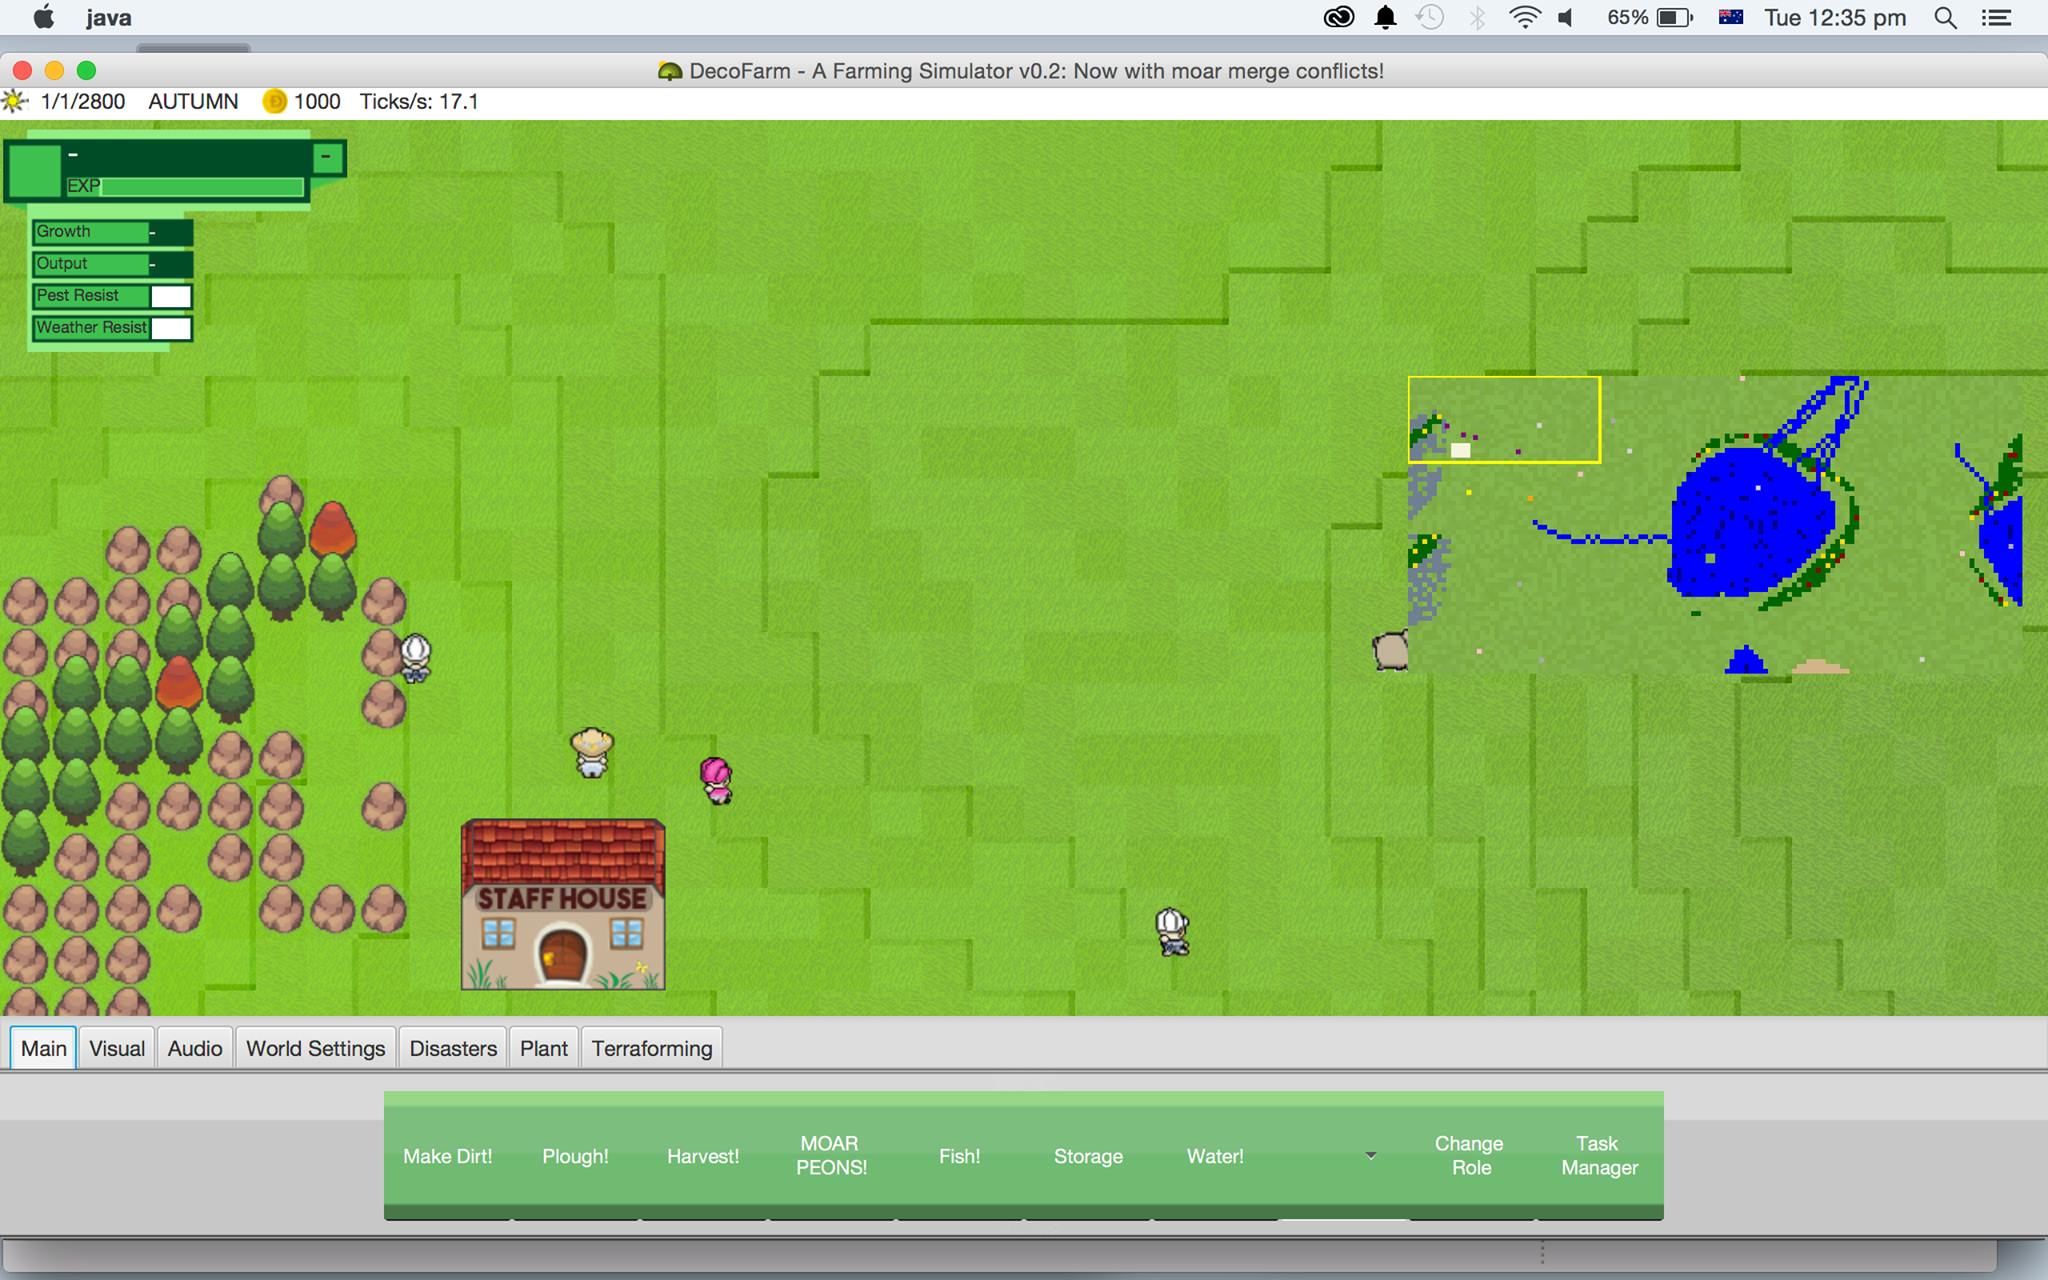 java
65%
Tue 12:35 pm
DecoFarm - A Farming Simulator v0.2: Now with moar merge conflicts!
1/1/2800 AUTUMN 1000 Ticks/s: 17.1
-
-
EXP
Growth -
Output -
Pest Resist
Weather Resist
STAFF HOUSE
Main Visual Audio World Settings Disasters Plant Terraforming
Make Dirt!
Plough!
Harvest!
MOAR
PEONS!
Fish!
Storage
Water!
Change
Role
Task
Manager